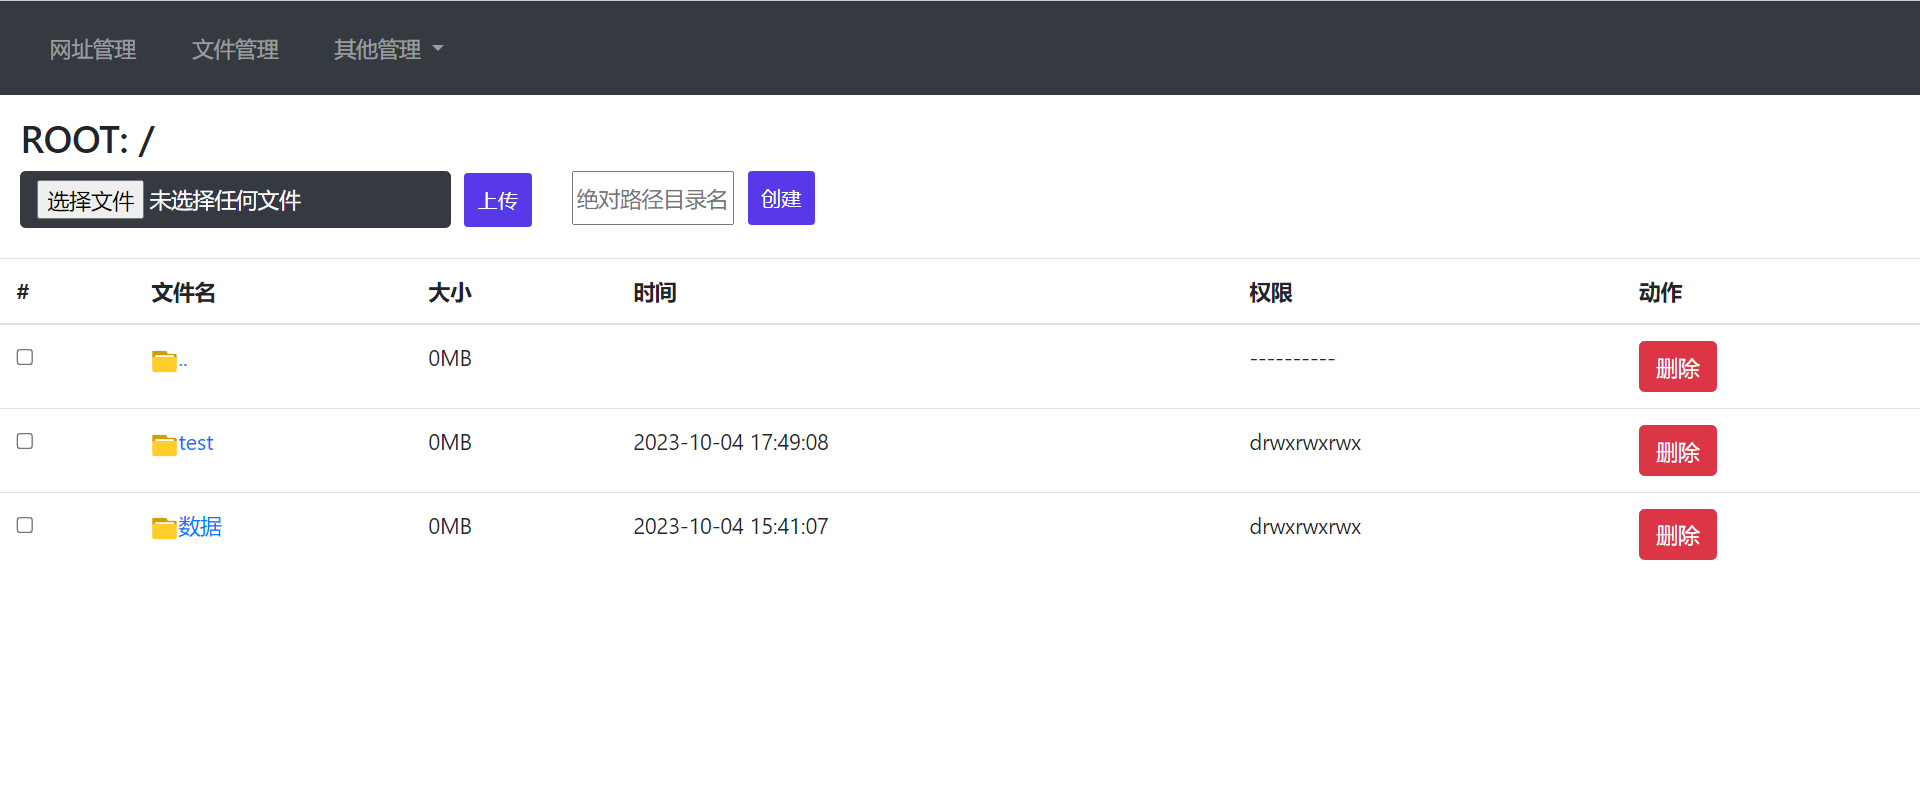 网址管理 文件管理 其他管理
ROOT: /
选择文件 未选择任何文件 上传 绝对路径目录名 创建
# 文件名 大小 时间 权限 动作
.. 0MB ---------- 删除
test 0MB 2023-10-04 17:49:08 drwxrwxrwx 删除
数据 0MB 2023-10-04 15:41:07 drwxrwxrwx 删除